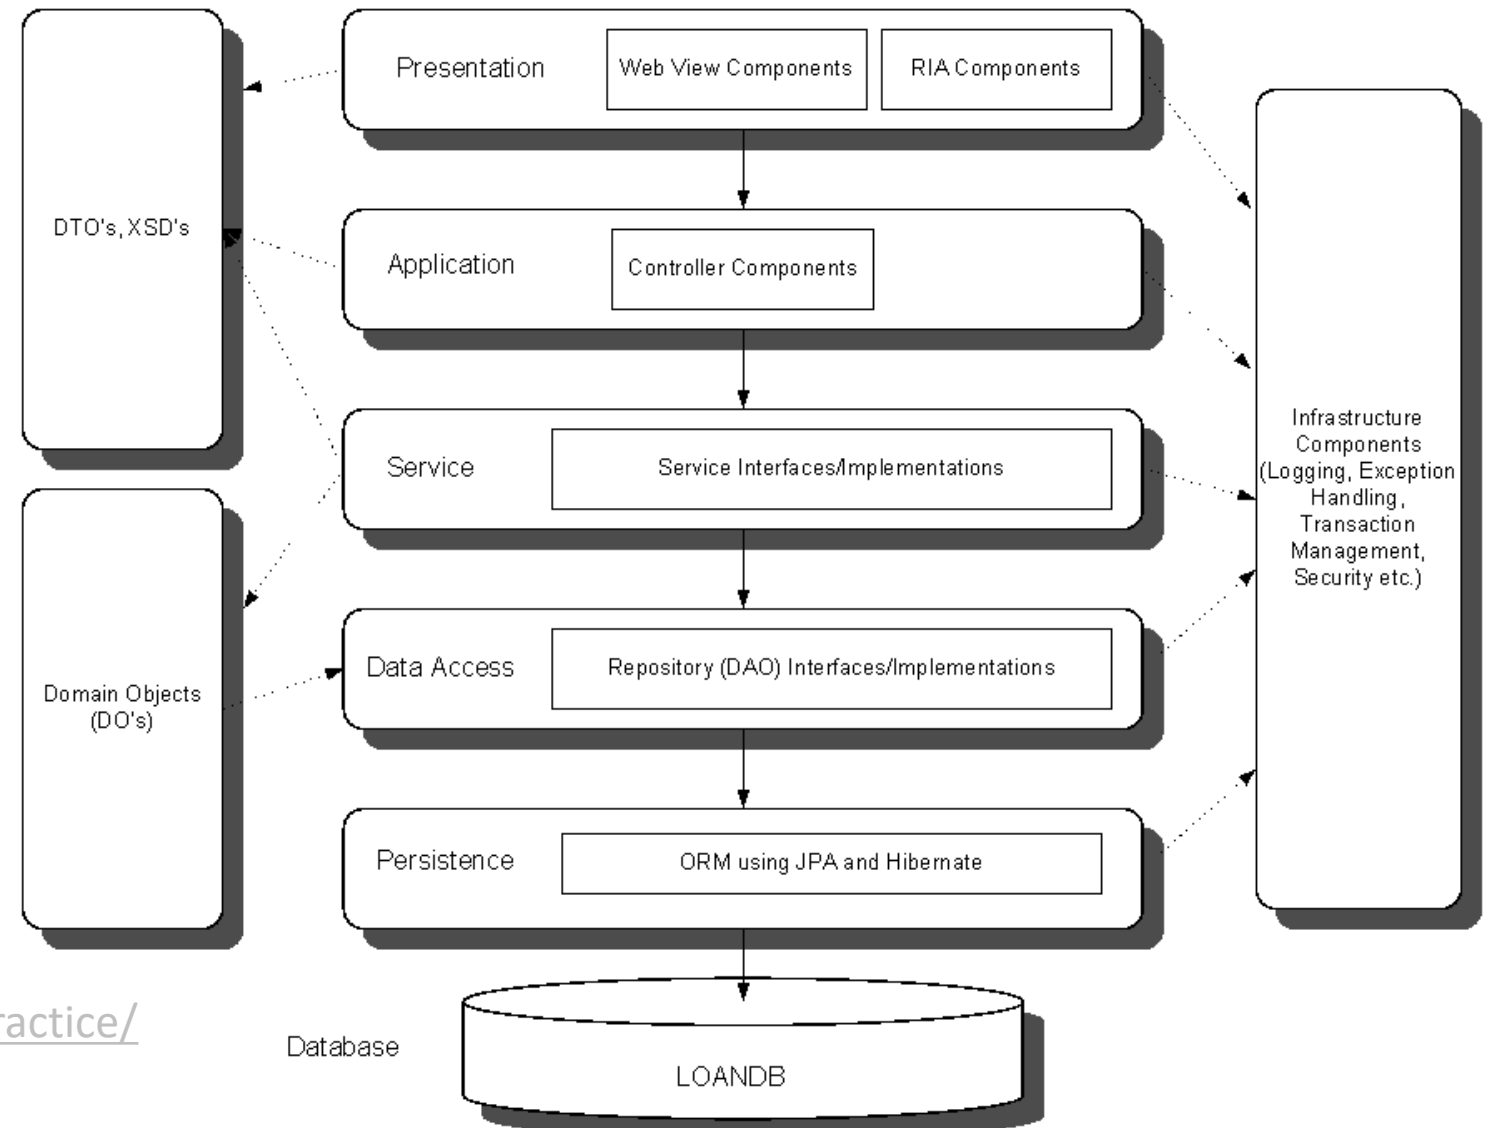 Presentation
Web View Components
RIA Components
DTO's, XSD's
Application
Controller Components
Infrastructure
Components
(Logging, Exception
Handling,
Transaction
Management,
Security etc.)
Service
Service Interfaces/Implementations
Domain Objects
(DO's)
Data Access
Repository (DAO) Interfaces/Implementations
Persistence
ORM using JPA and Hibernate
ractice/
Database
LOANDB